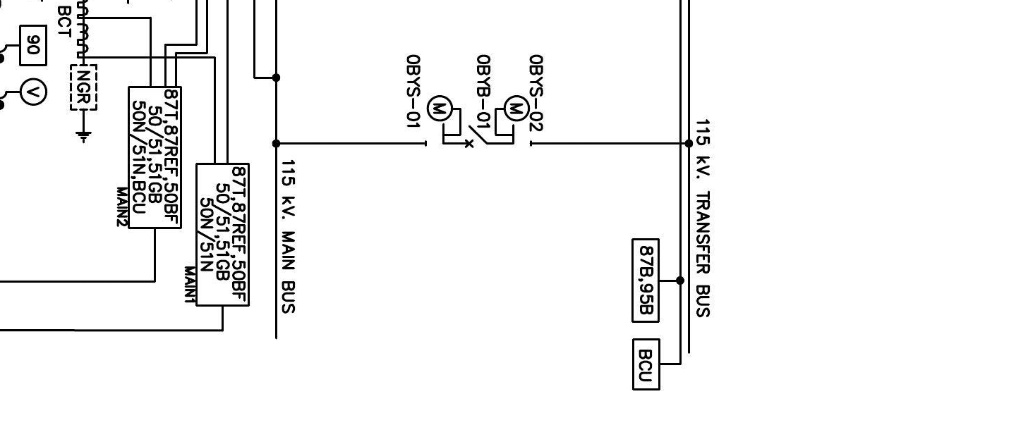 115 kV. TRANSFER BUS
87B,95B
BCU
0BYS-02
0BYB-01
0BYS-01
M
M
115 kV. MAIN BUS
87T,87REF,50BF
50/51,51GB
50N/51N
MAIN1
87T,87REF,50BF
50/51,51GB
50N/51N,BCU
MAIN2
BCT
NGR
90
V